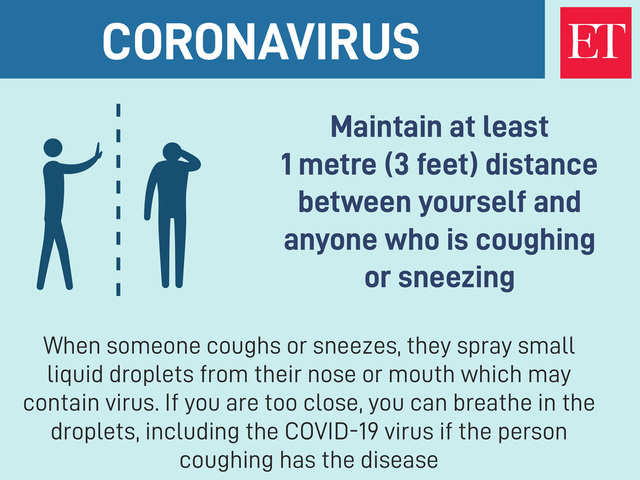 CORONAVIRUS
ET
Maintain at least
1 metre (3 feet) distance
between yourself and
anyone who is coughing
or sneezing
When someone coughs or sneezes, they spray small
liquid droplets from their nose or mouth which may
contain virus. If you are too close, you can breathe in the
droplets, including the COVID-19 virus if the person
coughing has the disease